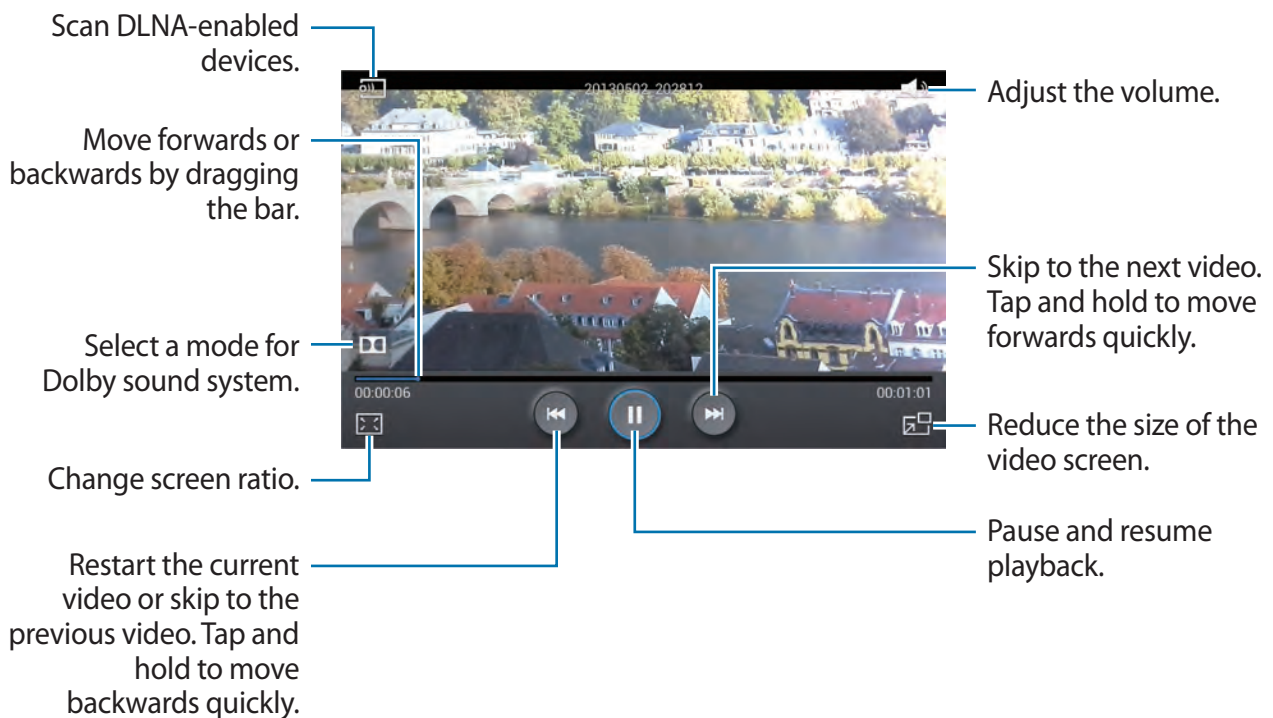 Scan DLNA-enabled
devices.
Move forwards or
backwards by dragging
the bar.
Select a mode for
Dolby sound system.
Change screen ratio.
Restart the current
video or skip to the
previous video. Tap and
hold to move
backwards quickly.
20130502_202812
00:00:06
00:01:01
Adjust the volume.
Skip to the next video.
Tap and hold to move
forwards quickly.
Reduce the size of the
video screen.
Pause and resume
playback.